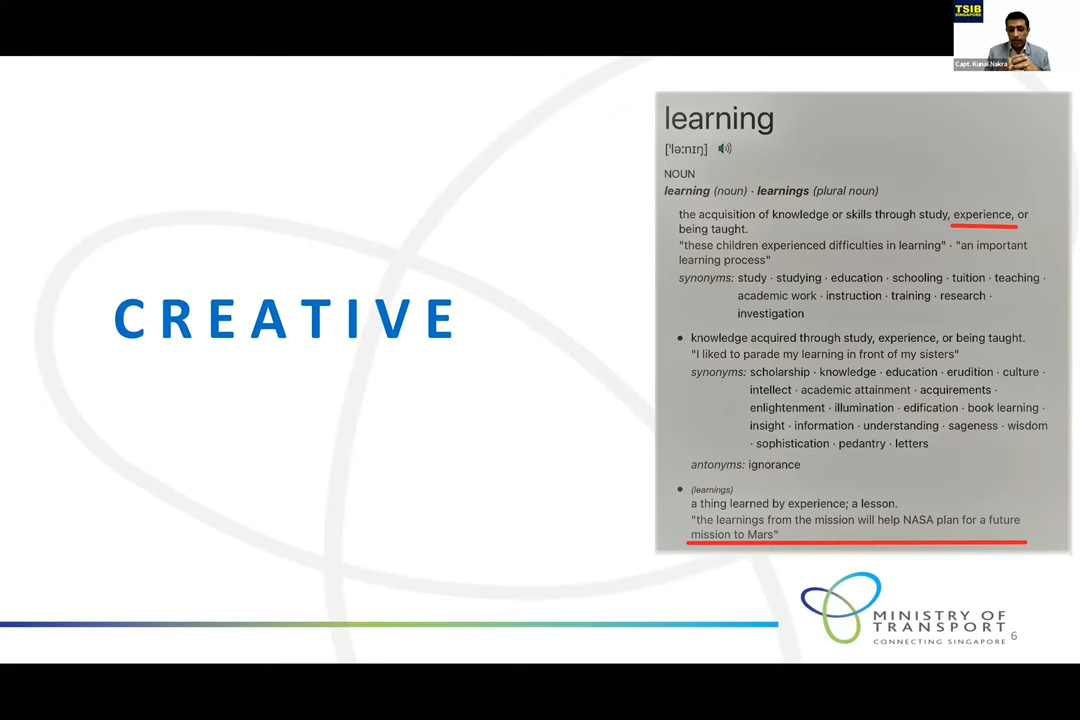 TSIB
SINGAPORE
Capt. Kunal Nakra
CREATIVE
learning
['ləːnɪŋ]
NOUN
learning (noun) · learnings (plural noun)
the acquisition of knowledge or skills through study, experience, or
being taught.
"these children experienced difficulties in learning" · "an important
learning process"
synonyms: study · studying · education · schooling · tuition · teaching ·
academic work · instruction · training · research ·
investigation
● knowledge acquired through study, experience, or being taught.
"I liked to parade my learning in front of my sisters"
synonyms: scholarship · knowledge · education · erudition · culture ·
intellect · academic attainment · acquirements ·
enlightenment · illumination · edification · book learning ·
insight · information · understanding · sageness · wisdom
· sophistication · pedantry · letters
antonyms: ignorance
● (learnings)
a thing learned by experience; a lesson.
"the learnings from the mission will help NASA plan for a future
mission to Mars"
MINISTRY OF
TRANSPORT
CONNECTING SINGAPORE
6